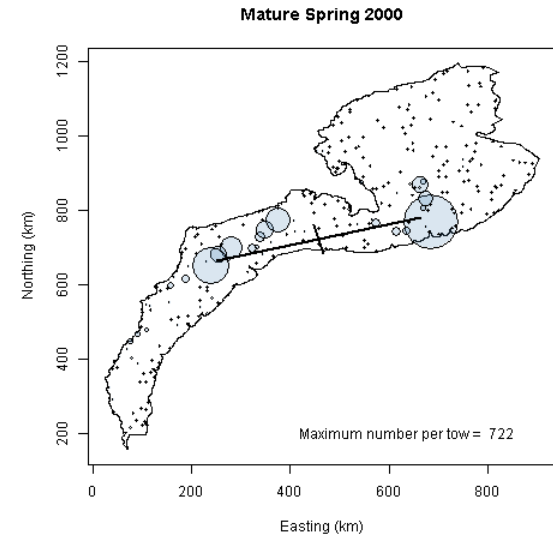 Mature Spring 2000
1200
1000
800
600
400
200
Northing (km)
Maximum number per tow = 722
0 200 400 600 800
Easting (km)